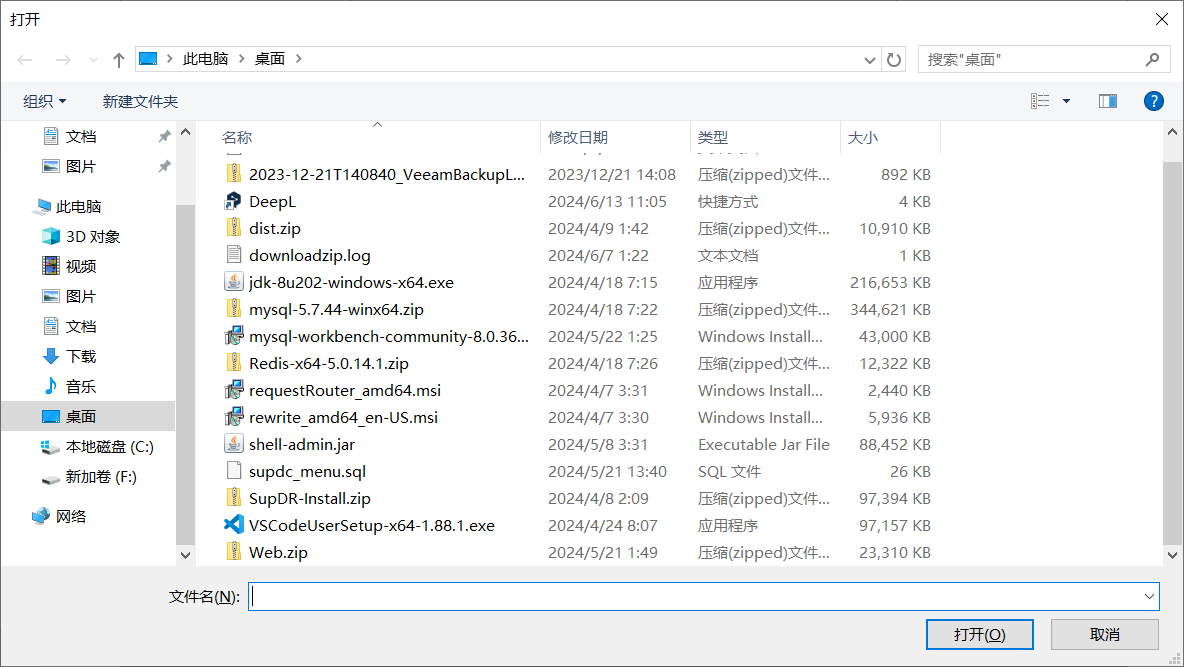 打开
此电脑 桌面
搜索"桌面"
组织 新建文件夹
文档
图片
此电脑
3D 对象
视频
图片
文档
下载
音乐
桌面
本地磁盘 (C:)
新加卷 (F:)
网络
名称 修改日期 类型 大小
2023-12-21T140840_VeeamBackupL... 2023/12/21 14:08 压缩(zipped)文件... 892 KB
DeepL 2024/6/13 11:05 快捷方式 4 KB
dist.zip 2024/4/9 1:42 压缩(zipped)文件... 10,910 KB
downloadzip.log 2024/6/7 1:22 文本文档 1 KB
jdk-8u202-windows-x64.exe 2024/4/18 7:15 应用程序 216,653 KB
mysql-5.7.44-winx64.zip 2024/4/18 7:22 压缩(zipped)文件... 344,621 KB
mysql-workbench-community-8.0.36... 2024/5/22 1:25 Windows Install... 43,000 KB
Redis-x64-5.0.14.1.zip 2024/4/18 7:26 压缩(zipped)文件... 12,322 KB
requestRouter_amd64.msi 2024/4/7 3:31 Windows Install... 2,440 KB
rewrite_amd64_en-US.msi 2024/4/7 3:30 Windows Install... 5,936 KB
shell-admin.jar 2024/5/8 3:31 Executable Jar File 88,452 KB
supdc_menu.sql 2024/5/21 13:40 SQL 文件 26 KB
SupDR-Install.zip 2024/4/8 2:09 压缩(zipped)文件... 97,394 KB
VSCodeUserSetup-x64-1.88.1.exe 2024/4/24 8:07 应用程序 97,157 KB
Web.zip 2024/5/21 1:49 压缩(zipped)文件... 23,310 KB
文件名(N):
打开(O) 取消